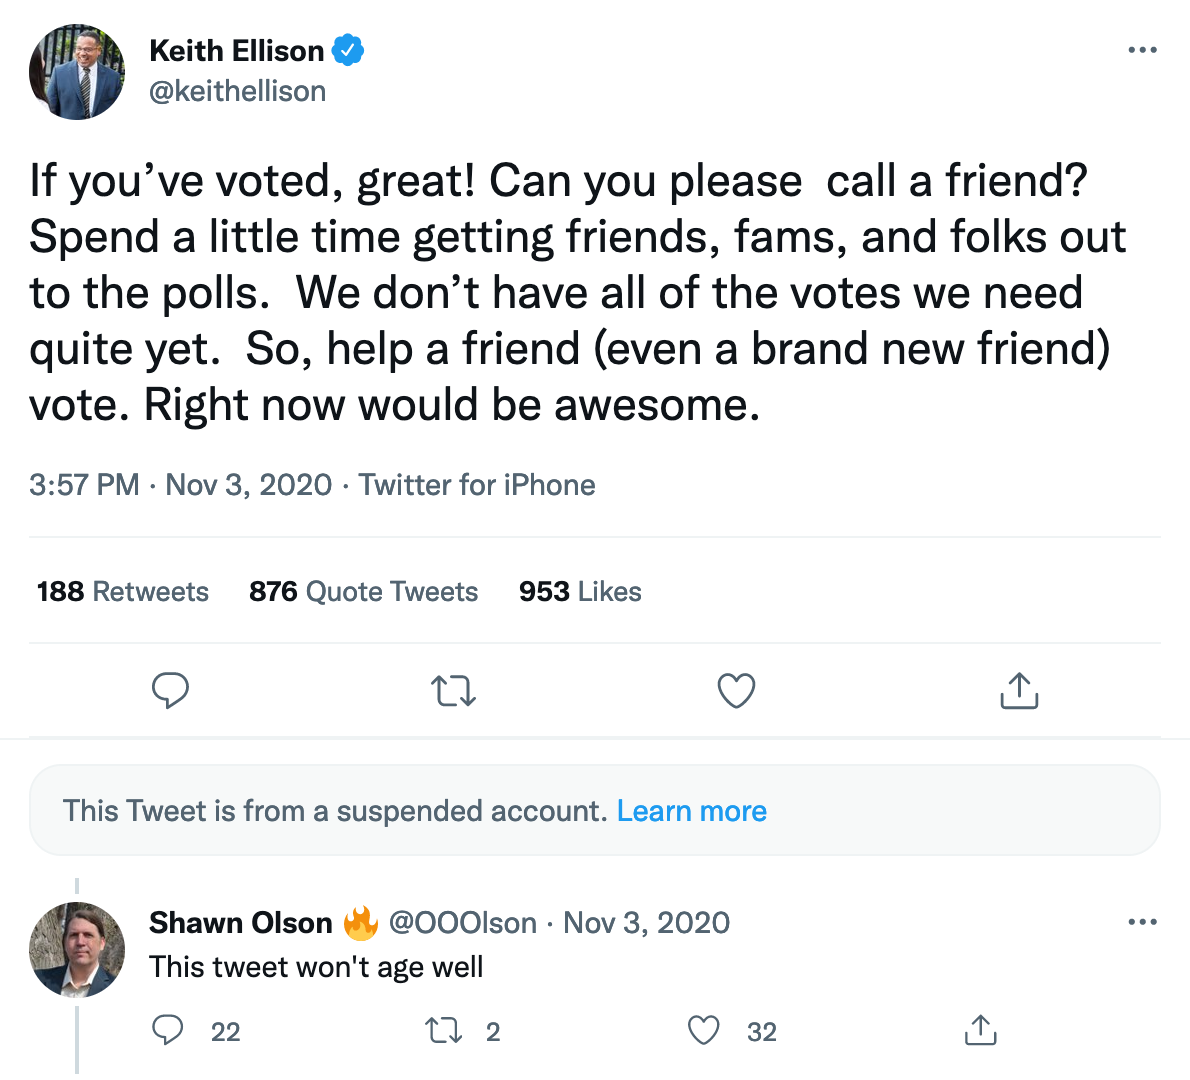 Keith Ellison
@keithellison
If you’ve voted, great! Can you please  call a friend?
Spend a little time getting friends, fams, and folks out
to the polls.  We don’t have all of the votes we need
quite yet.  So, help a friend (even a brand new friend)
vote. Right now would be awesome.
3:57 PM · Nov 3, 2020 · Twitter for iPhone
188 Retweets 876 Quote Tweets 953 Likes
This Tweet is from a suspended account. Learn more
Shawn Olson 🔥 @OOOlson · Nov 3, 2020
This tweet won't age well
22 2 32